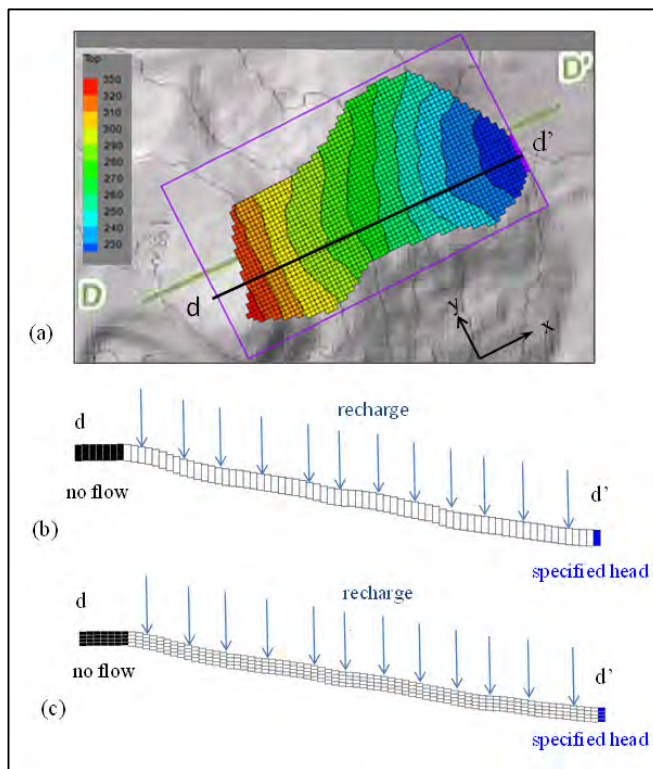 Top
350
320
310
300
290
280
270
260
250
240
230
D'
d'
D
d
y
x
(a)
recharge
d
no flow
d'
(b)
specified head
recharge
d
no flow
d'
(c)
specified head